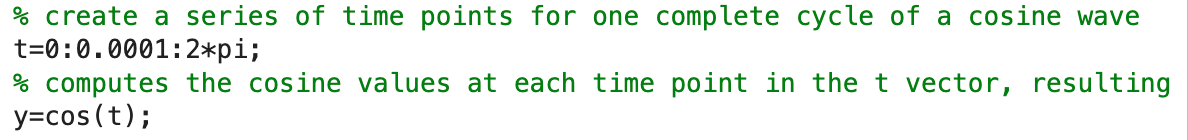 % create a series of time points for one complete cycle of a cosine wave
t=0:0.0001:2*pi;
% computes the cosine values at each time point in the t vector, resulting
y=cos(t);